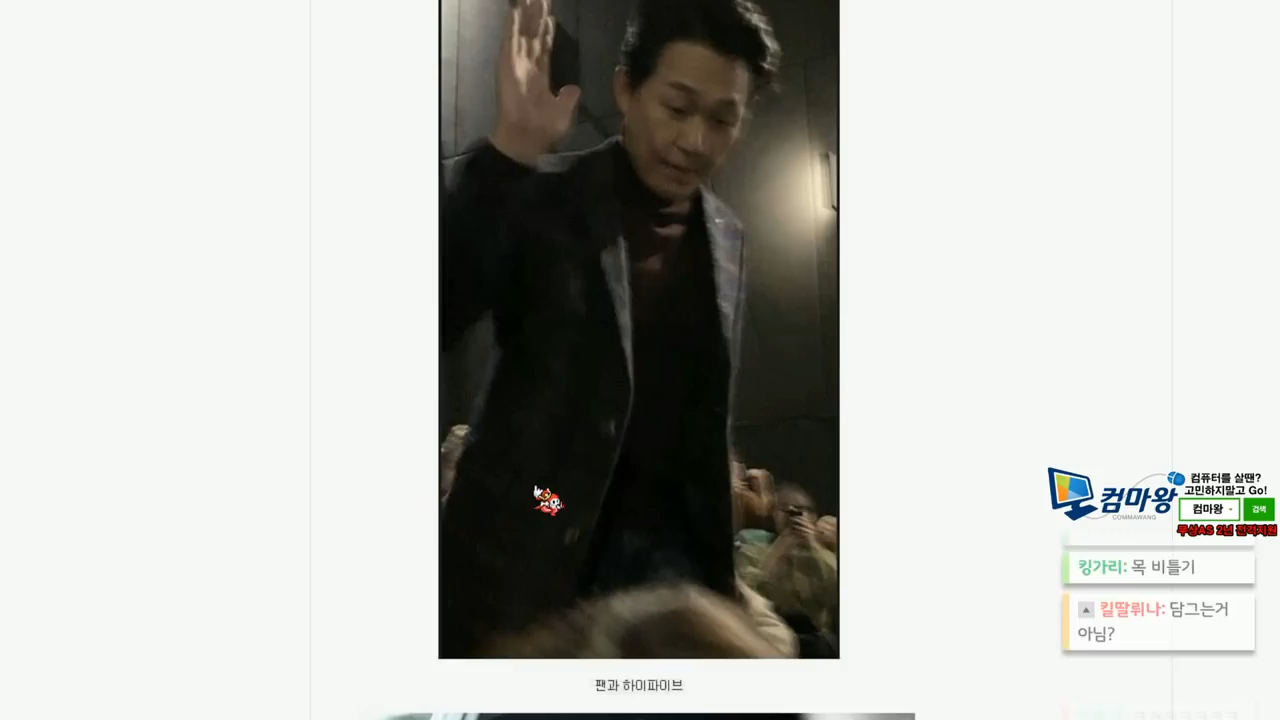 컴퓨터를 살땐?
고민하지말고 Go!
컴마왕
COMMAWANG
컴마왕
검색
무상AS 2년 전격지원
킹가리: 목 비틀기
킬딸뤼나: 담그는거
아님?
팬과 하이파이브